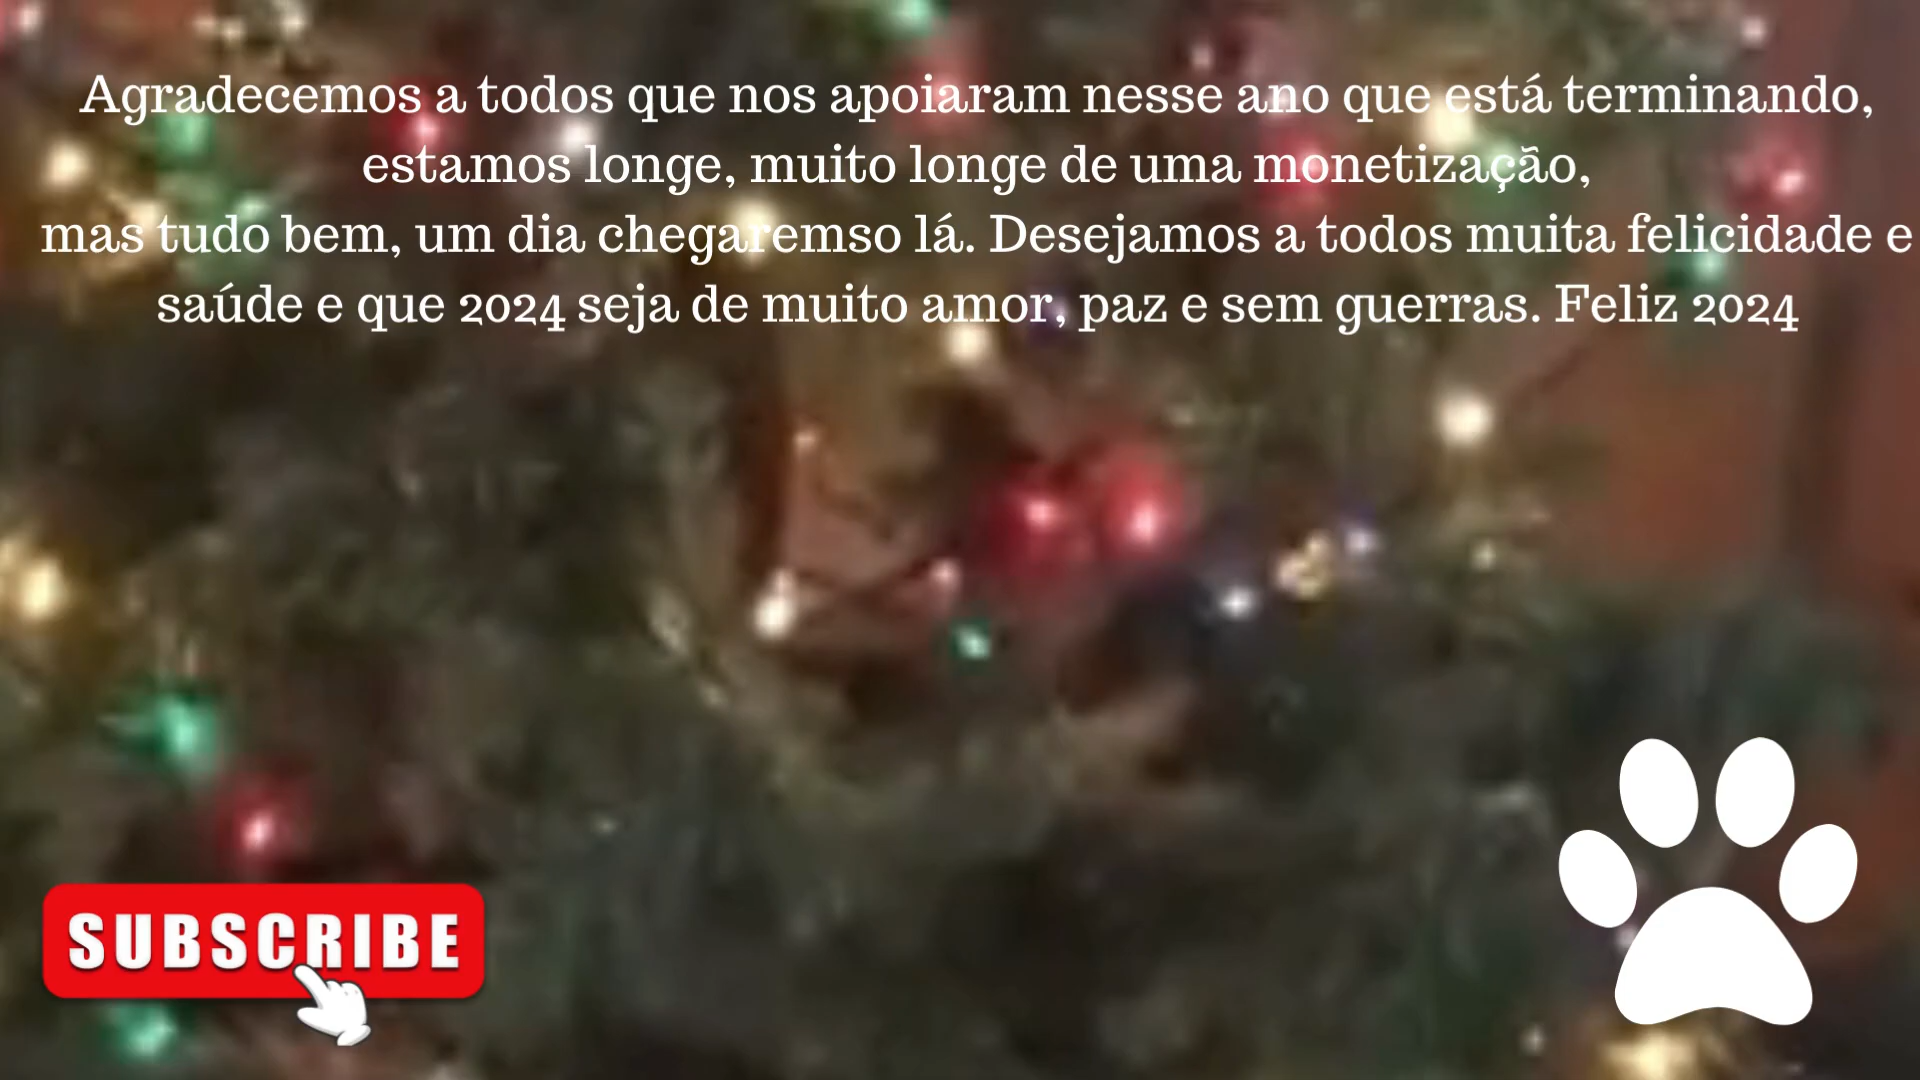 Agradecemos a todos que nos apoiaram nesse ano que está terminando,
estamos longe, muito longe de uma monetização,
mas tudo bem, um dia chegaremso lá. Desejamos a todos muita felicidade e
saúde e que 2024 seja de muito amor, paz e sem guerras. Feliz 2024
SUBSCRIBE